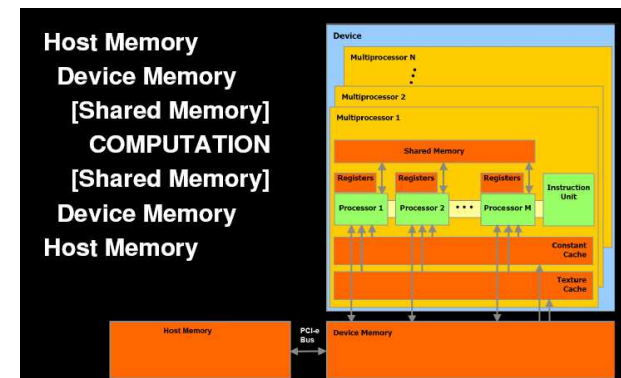 Host Memory
Device Memory
[Shared Memory]
COMPUTATION
[Shared Memory]
Device Memory
Host Memory
Device
Multiprocessor N
Multiprocessor 2
Multiprocessor 1
Shared Memory
Registers
Registers
Registers
Processor 1
Processor 2
Processor M
Instruction
Unit
Constant
Cache
Texture
Cache
Host Memory
PCI-e
Bus
Device Memory